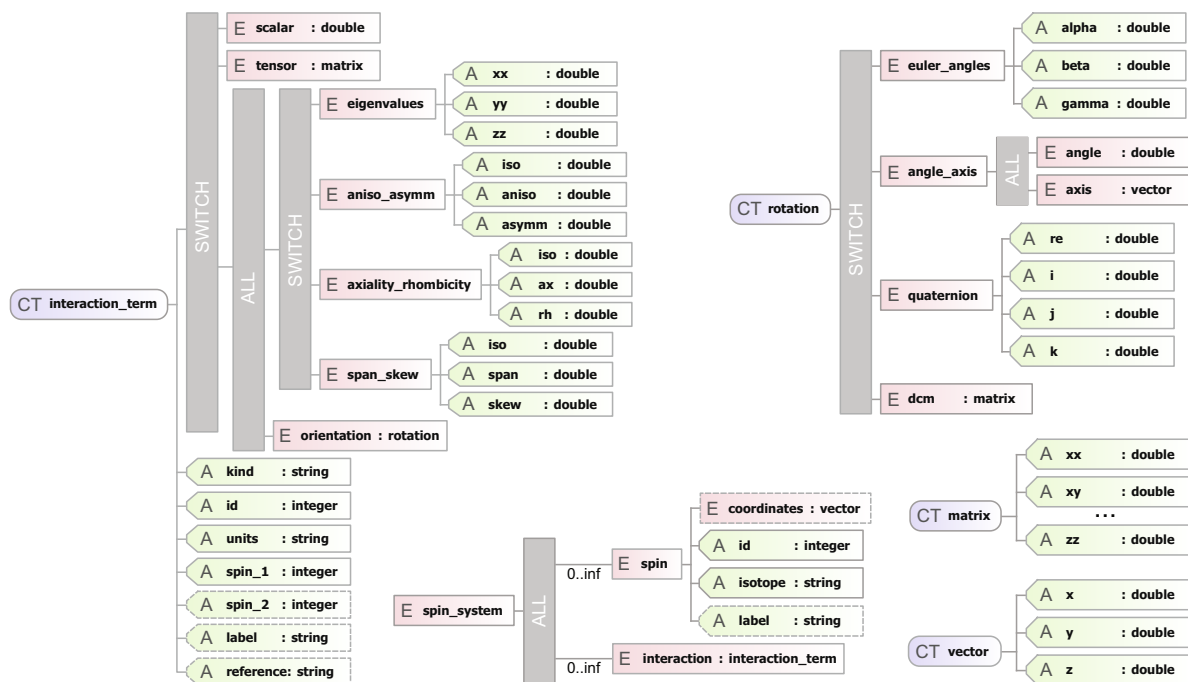 CT interaction_term
SWITCH
E scalar : double
E tensor : matrix
ALL
SWITCH
E eigenvalues
A xx : double
A yy : double
A zz : double
E aniso_asymm
A iso : double
A aniso : double
A asymm : double
E axiality_rhombicity
A iso : double
A ax : double
A rh : double
E span_skew
A iso : double
A span : double
A skew : double
E orientation : rotation
A kind : string
A id : integer
A units : string
A spin_1 : integer
A spin_2 : integer
A label : string
A reference: string
CT rotation
SWITCH
E euler_angles
A alpha : double
A beta : double
A gamma : double
E angle_axis
ALL
E angle : double
E axis : vector
E quaternion
A re : double
A i : double
A j : double
A k : double
E dcm : matrix
E spin_system
ALL
0..inf
E spin
E coordinates : vector
A id : integer
A isotope : string
A label : string
0..inf
E interaction : interaction_term
CT matrix
A xx : double
A xy : double
...
A zz : double
CT vector
A x : double
A y : double
A z : double